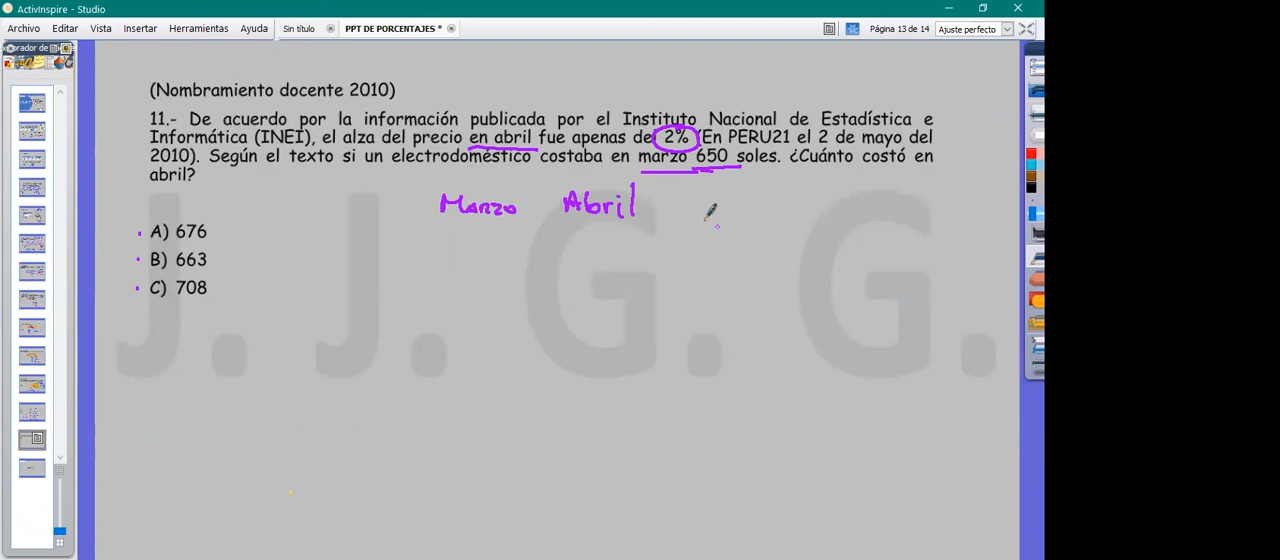 ActivInspire - Studio
Archivo Editar Vista Insertar Herramientas Ayuda Sin título PPT DE PORCENTAJES * Página 13 de 14 Ajuste perfecto
(Nombramiento docente 2010)
11.- De acuerdo por la información publicada por el Instituto Nacional de Estadística e
Informática (INEI), el alza del precio en abril fue apenas de 2% (En PERU21 el 2 de mayo del
2010). Según el texto si un electrodoméstico costaba en marzo 650 soles. ¿Cuánto costó en
abril?
Marzo Abril
A) 676
B) 663
C) 708
J. J. G. G.